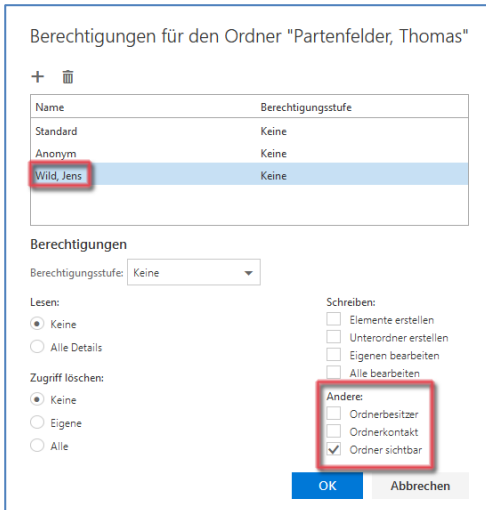 Berechtigungen für den Ordner "Partenfelder, Thomas"
Name Berechtigungsstufe
Standard Keine
Anonym Keine
Wild, Jens Keine
Berechtigungen
Berechtigungsstufe: Keine
Lesen:
Keine
Alle Details
Zugriff löschen:
Keine
Eigene
Alle
Schreiben:
Elemente erstellen
Unterordner erstellen
Eigenen bearbeiten
Alle bearbeiten
Andere:
Ordnerbesitzer
Ordnerkontakt
Ordner sichtbar
OK Abbrechen